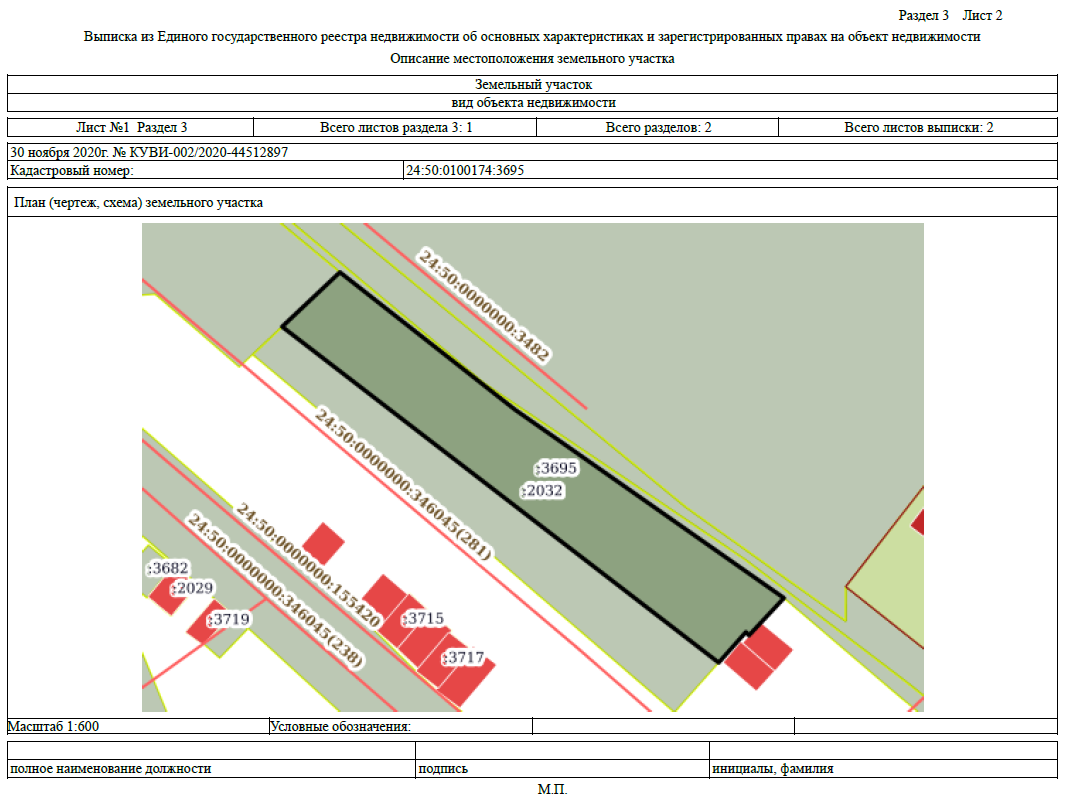 Раздел 3 Лист 2
Выписка из Единого государственного реестра недвижимости об основных характеристиках и зарегистрированных правах на объект недвижимости
Описание местоположения земельного участка
Земельный участок
вид объекта недвижимости
Лист №1 Раздел 3 Всего листов раздела 3: 1 Всего разделов: 2 Всего листов выписки: 2
30 ноября 2020г. № КУВИ-002/2020-44512897
Кадастровый номер: 24:50:0100174:3695
План (чертеж, схема) земельного участка
24:50:0000000:3482
24:50:0000000:346045(281)
:3695
:2032
24:50:0000000:155420
24:50:0000000:346045(238)
:3682
:2029
:3719
:3715
:3717
Масштаб 1:600 Условные обозначения:
полное наименование должности подпись инициалы, фамилия
М.П.